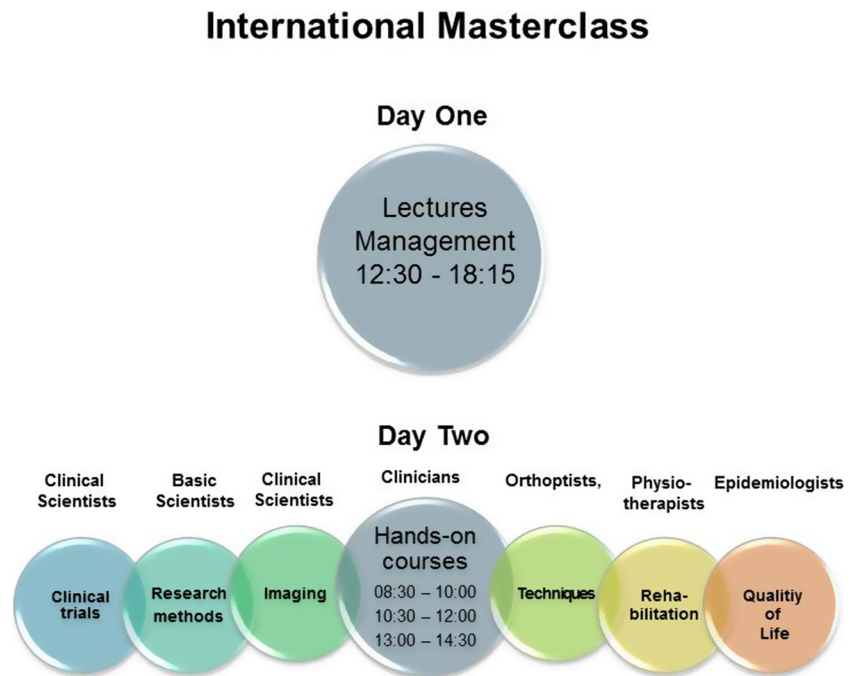 International Masterclass
Day One
Lectures
Management
12:30 - 18:15
Day Two
Clinical
Scientists
Basic
Scientists
Clinical
Scientists
Clinicians
Orthoptists,
Physio-
therapists
Epidemiologists
Clinical
trials
Research
methods
Imaging
Hands-on
courses
08:30 – 10:00
10:30 – 12:00
13:00 – 14:30
Techniques
Reha-
bilitation
Qualitiy
of
Life